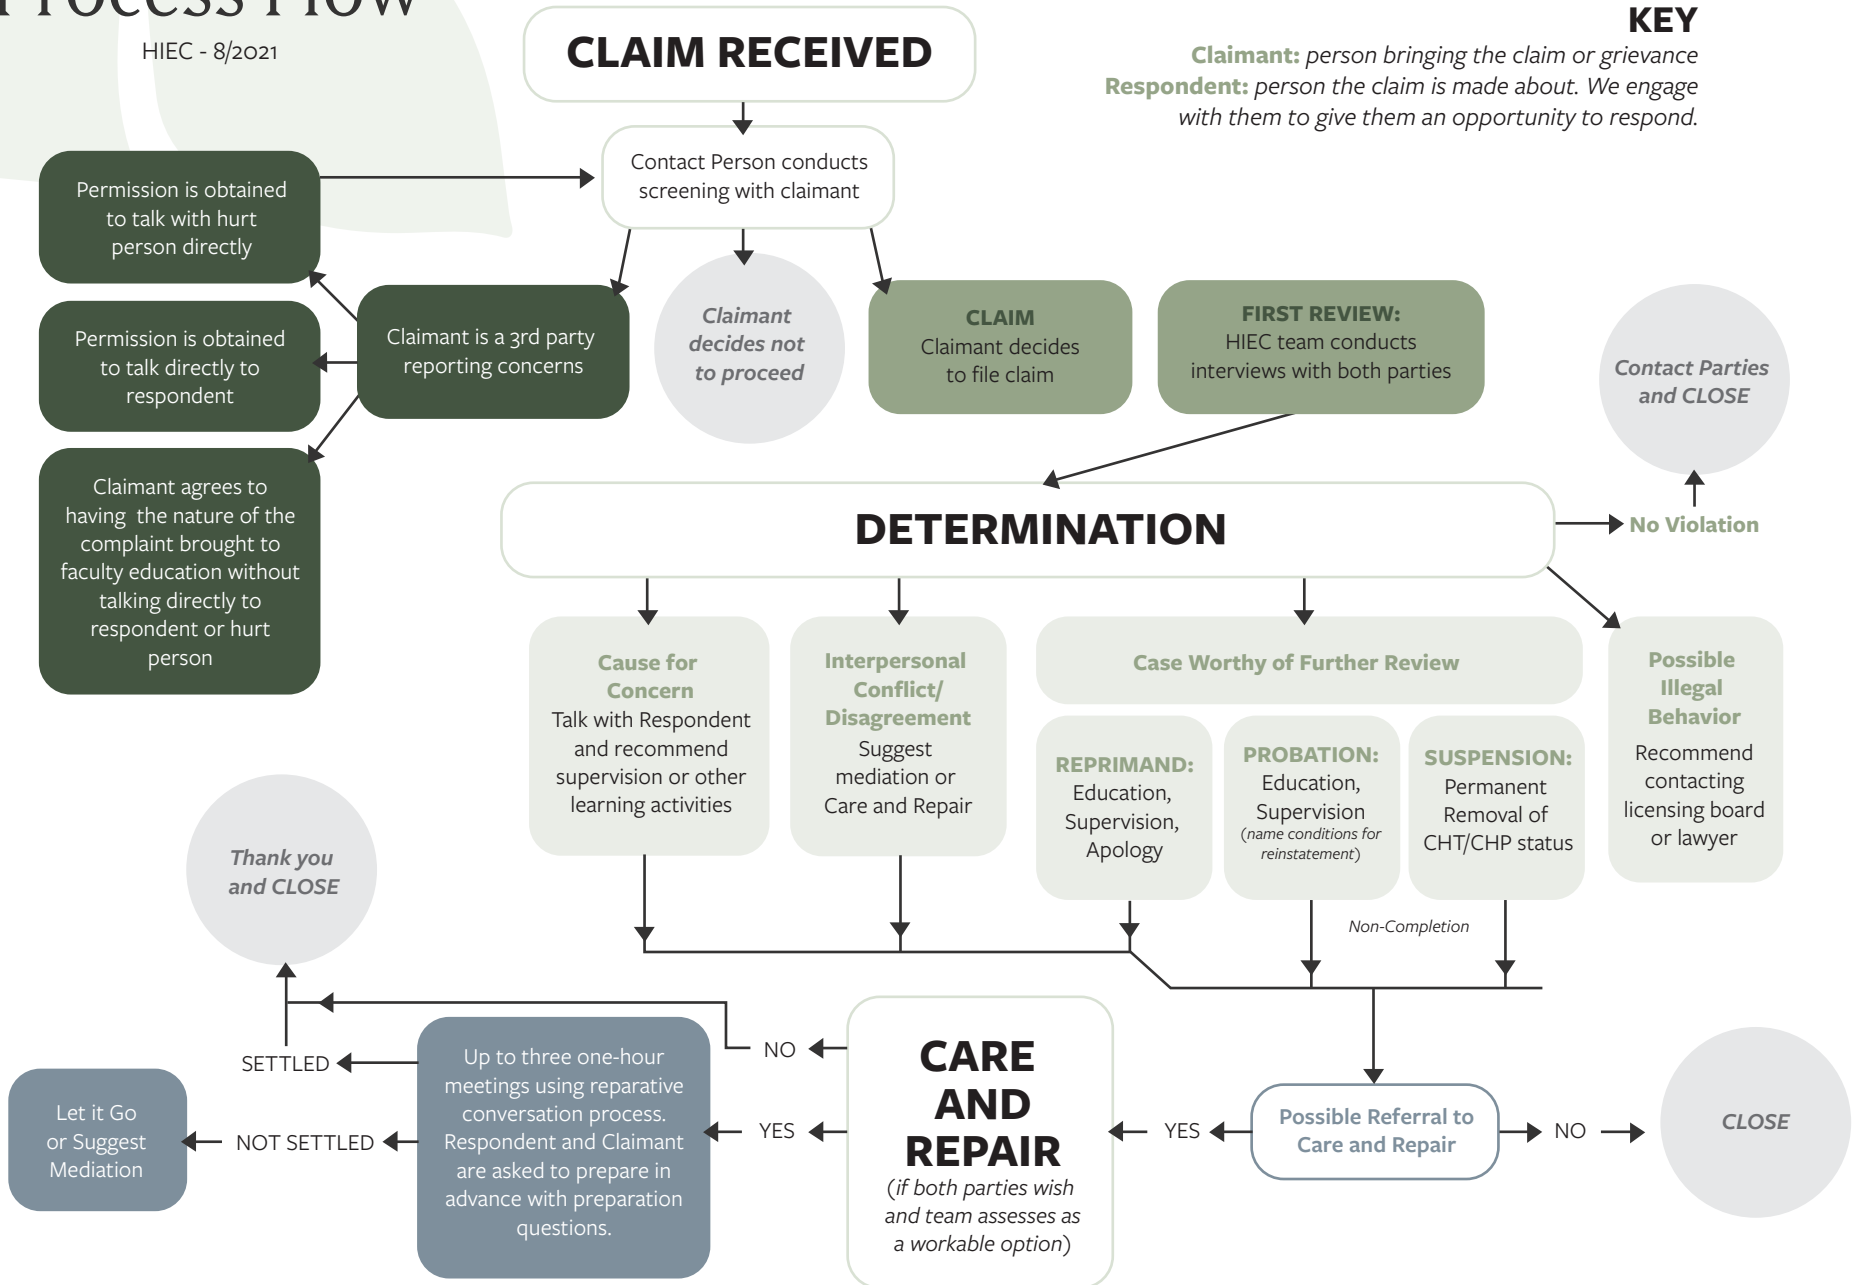 Process Flow
HIEC - 8/2021
CLAIM RECEIVED
KEY
Claimant: person bringing the claim or grievance
Respondent: person the claim is made about. We engage
with them to give them an opportunity to respond.
Contact Person conducts
screening with claimant
Permission is obtained
to talk with hurt
person directly
Permission is obtained
to talk directly to
respondent
Claimant agrees to
having the nature of the
complaint brought to
faculty education without
talking directly to
respondent or hurt
person
Claimant is a 3rd party
reporting concerns
Claimant
decides not
to proceed
CLAIM
Claimant decides
to file claim
FIRST REVIEW:
HIEC team conducts
interviews with both parties
Contact Parties
and CLOSE
DETERMINATION
No Violation
Cause for
Concern
Talk with Respondent
and recommend
supervision or other
learning activities
Interpersonal
Conflict/
Disagreement
Suggest
mediation or
Care and Repair
Case Worthy of Further Review
REPRIMAND:
Education,
Supervision,
Apology
PROBATION:
Education,
Supervision
(name conditions for
reinstatement)
SUSPENSION:
Permanent
Removal of
CHT/CHP status
Possible
Illegal
Behavior
Recommend
contacting
licensing board
or lawyer
Non-Completion
Thank you
and CLOSE
SETTLED
NOT SETTLED
Let it Go
or Suggest
Mediation
Up to three one-hour
meetings using reparative
conversation process.
Respondent and Claimant
are asked to prepare in
advance with preparation
questions.
NO
YES
CARE
AND
REPAIR
(if both parties wish
and team assesses as
a workable option)
YES
Possible Referral to
Care and Repair
NO
CLOSE